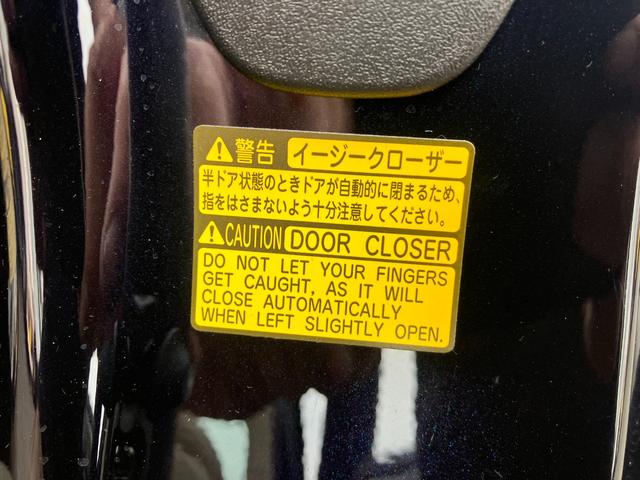 ⚠警告 イージークローザー
半ドア状態のときドアが自動的に閉まるため、
指をはさまないよう十分注意してください。
⚠CAUTION DOOR CLOSER
DO NOT LET YOUR FINGERS
GET CAUGHT, AS IT WILL
CLOSE AUTOMATICALLY
WHEN LEFT SLIGHTLY OPEN.